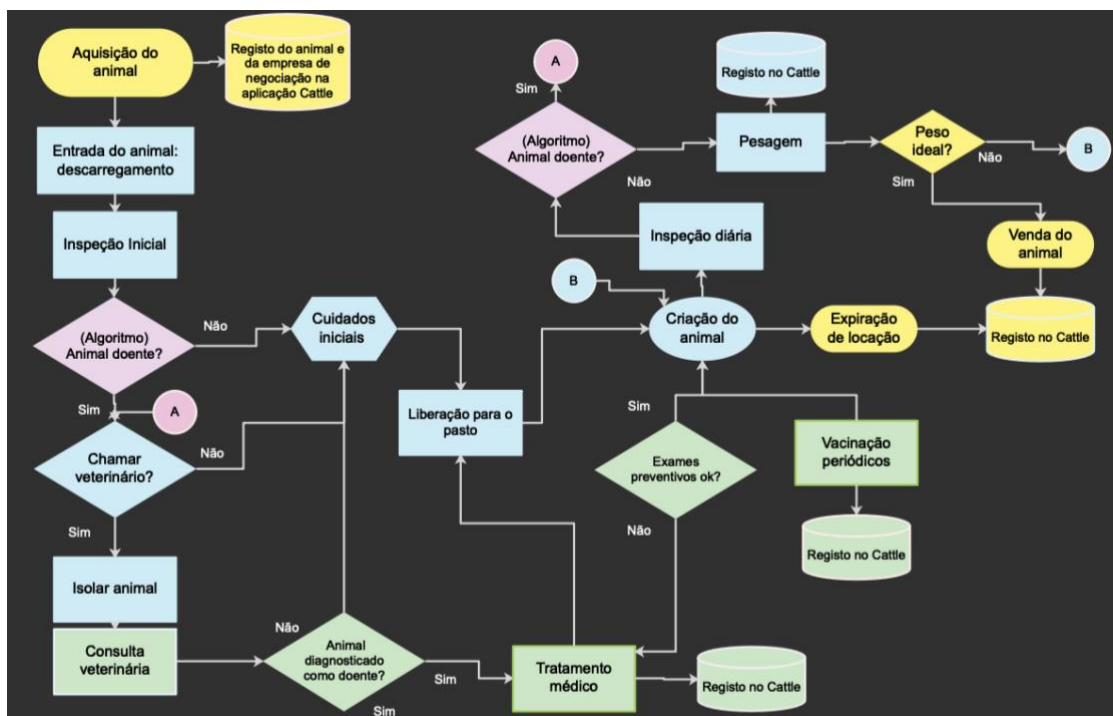 Aquisição do
animal
Registo do animal e
da empresa de
negociação na
aplicação Cattle
Entrada do animal:
descarregamento
Inspeção Inicial
(Algoritmo)
Animal doente?
Não
Sim
A
Chamar
veterinário?
Não
Sim
Isolar animal
Consulta
veterinária
Cuidados
iniciais
Liberação para o
pasto
Não
Animal
diagnosticado
como doente?
Sim
Sim
Tratamento
médico
Registo no Cattle
A
Sim
(Algoritmo)
Animal doente?
Não
Registo no Cattle
Pesagem
Peso
ideal?
Não
B
Sim
Venda do
animal
Registo no Cattle
Inspeção diária
B
Criação do
animal
Expiração
de locação
Sim
Exames
preventivos ok?
Não
Vacinação
periódicos
Registo no Cattle